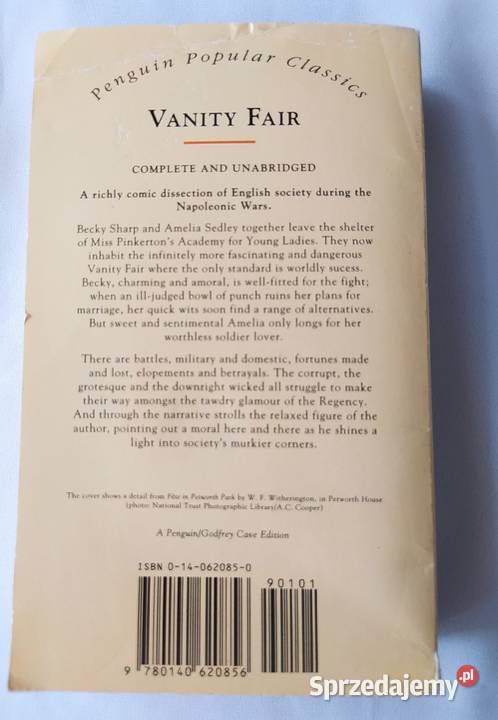 Penguin Popular Classics
VANITY FAIR
COMPLETE AND UNABRIDGED
A richly comic dissection of English society during the
Napoleonic Wars.
Becky Sharp and Amelia Sedley together leave the shelter
of Miss Pinkerton's Academy for Young Ladies. They now
inhabit the infinitely more fascinating and dangerous
Vanity Fair where the only standard is worldly sucess.
Becky, charming and amoral, is well-fitted for the fight;
when an ill-judged bowl of punch ruins her plans for
marriage, her quick wits soon find a range of alternatives.
But sweet and sentimental Amelia only longs for her
worthless soldier lover.
There are battles, military and domestic, fortunes made
and lost, elopements and betrayals. The corrupt, the
grotesque and the downright wicked all struggle to make
their way amongst the tawdry glamour of the Regency.
And through the narrative strolls the relaxed figure of the
author, pointing out a moral here and there as he shines a
light into society's murkier corners.
The cover shows a detail from Fête in Petworth Park by W. F. Witherington, in Petworth House
(photo: National Trust Photographic Library/A.C. Cooper)
A Penguin/Godfrey Cave Edition
ISBN 0-14-062085-0
90101
9 780140 620856
Sprzedajemy.pl